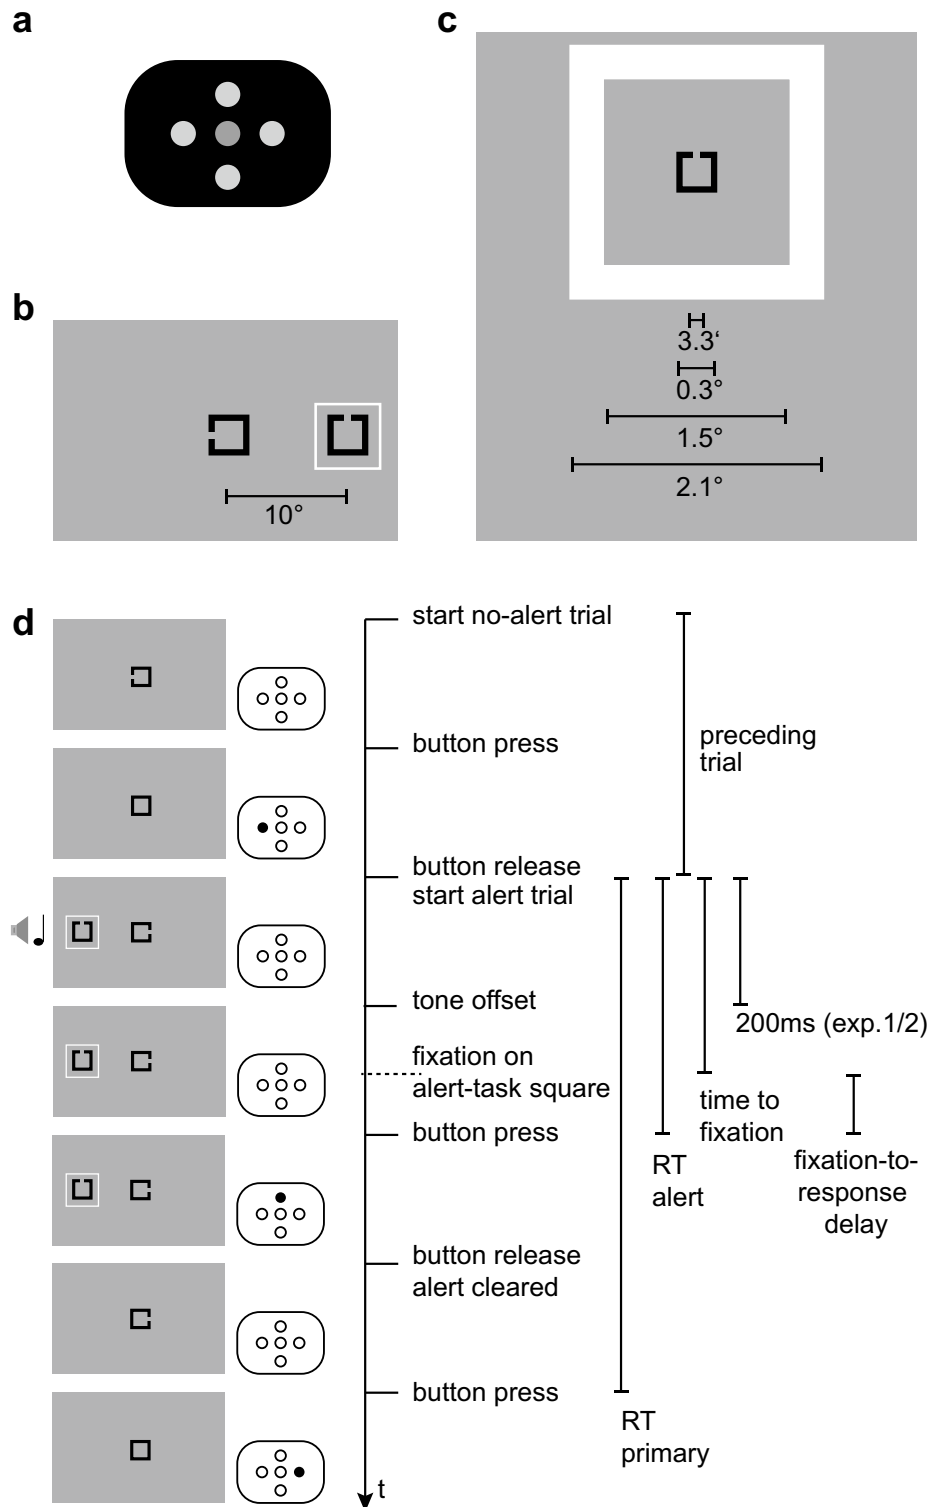 a
c
b
10°
3.3‘
0.3°
1.5°
2.1°
d
start no-alert trial
button press
preceding
trial
button release
start alert trial
tone offset
200ms (exp.1/2)
fixation on
alert-task square
time to
fixation
button press
RT
alert
fixation-to-
response
delay
button release
alert cleared
button press
RT
primary
t